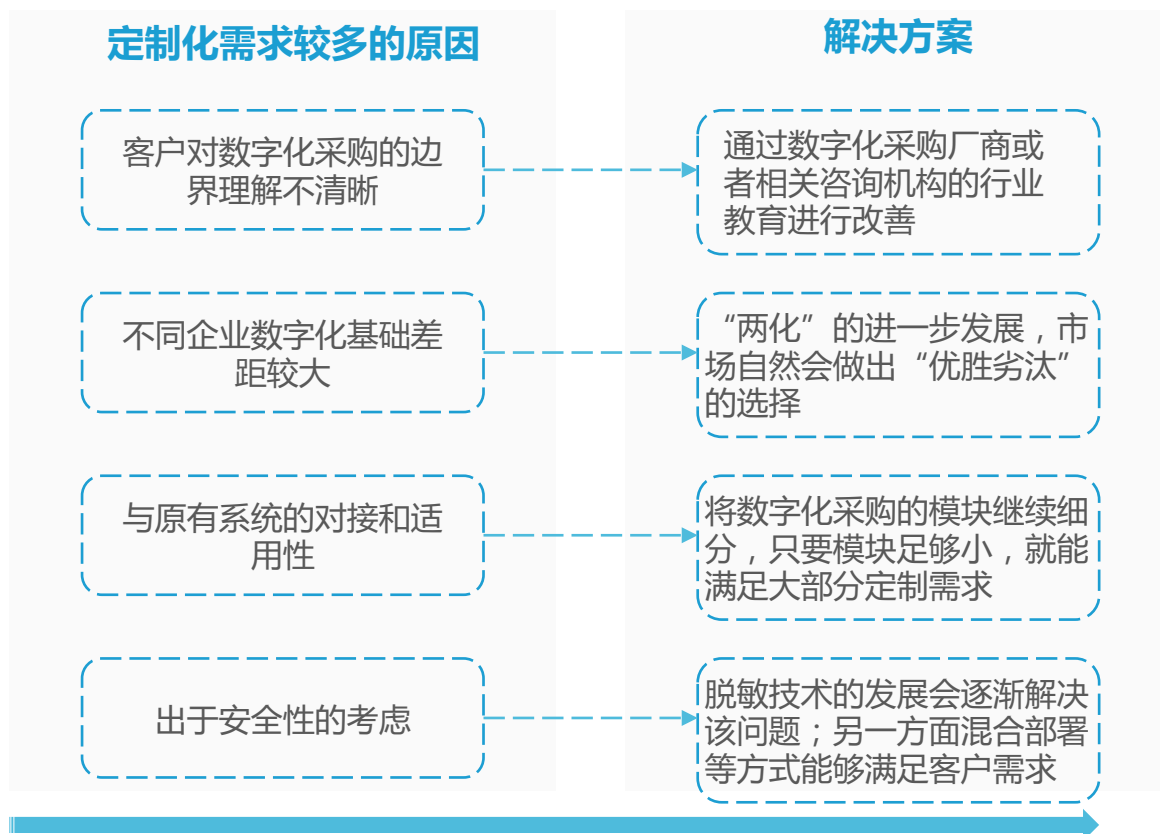 定制化需求较多的原因
解决方案
客户对数字化采购的边
界理解不清晰
通过数字化采购厂商或
者相关咨询机构的行业
教育进行改善
不同企业数字化基础差
距较大
“两化”的进一步发展，市
场自然会做出“优胜劣汰”
的选择
与原有系统的对接和适
用性
将数字化采购的模块继续细
分，只要模块足够小，就能
满足大部分定制需求
出于安全性的考虑
脱敏技术的发展会逐渐解决
该问题；另一方面混合部署
等方式能够满足客户需求